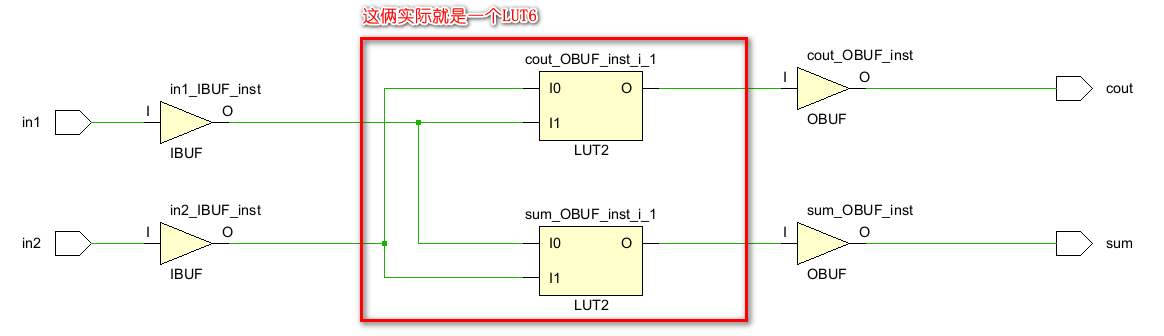 这俩实际就是一个LUT6
cout_OBUF_inst_i_1
cout_OBUF_inst
in1_IBUF_inst
I0 O
I O
cout
in1
I O
I1
OBUF
IBUF
LUT2
in2_IBUF_inst
sum_OBUF_inst_i_1
sum_OBUF_inst
in2
I O
I0 O
I O
sum
IBUF
I1
OBUF
LUT2